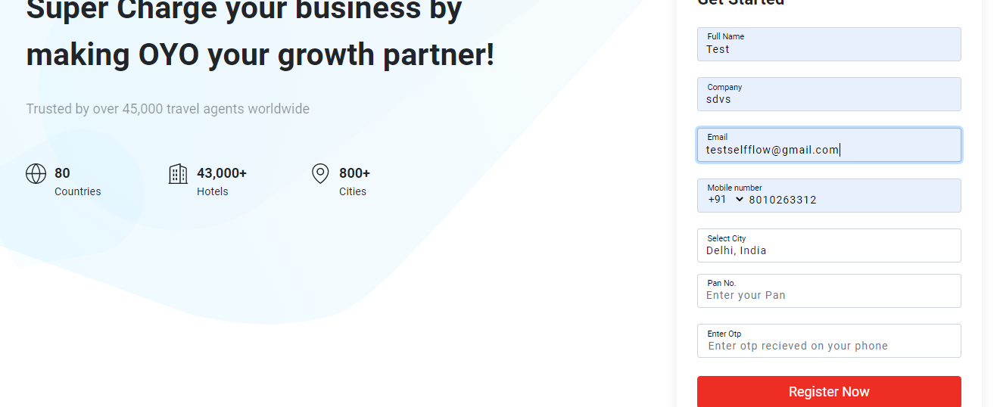 Super Charge your business by
making OYO your growth partner!
Trusted by over 45,000 travel agents worldwide
80
Countries
43,000+
Hotels
800+
Cities
Get Started
Full Name
Test
Company
sdvs
Email
testselfflow@gmail.com
Mobile number
+91 8010263312
Select City
Delhi, India
Pan No.
Enter your Pan
Enter Otp
Enter otp recieved on your phone
Register Now